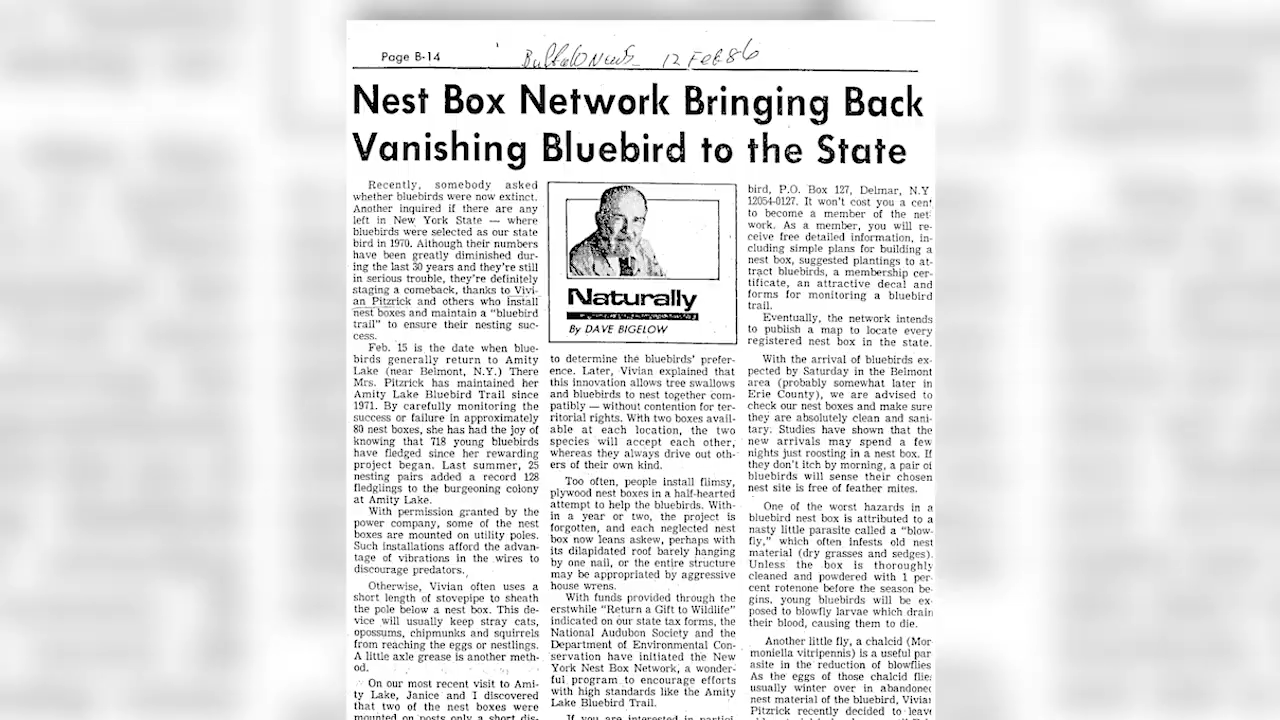 Page B-14
Buffalo News 12 Feb 86
Nest Box Network Bringing Back
Vanishing Bluebird to the State
Recently, somebody asked
whether bluebirds were now extinct.
Another inquired if there are any
left in New York State — where
bluebirds were selected as our state
bird in 1970. Although their numbers
have been greatly diminished dur-
ing the last 30 years and they're still
in serious trouble, they're definitely
staging a comeback, thanks to Vivi-
an Pitzrick and others who install
nest boxes and maintain a "bluebird
trail" to ensure their nesting suc-
cess.
Feb. 15 is the date when blue-
birds generally return to Amity
Lake (near Belmont, N.Y.) There
Mrs. Pitzrick has maintained her
Amity Lake Bluebird Trail since
1971. By carefully monitoring the
success or failure in approximately
80 nest boxes, she has had the joy of
knowing that 718 young bluebirds
have fledged since her rewarding
project began. Last summer, 25
nesting pairs added a record 128
fledglings to the burgeoning colony
at Amity Lake.
With permission granted by the
power company, some of the nest
boxes are mounted on utility poles.
Such installations afford the advan-
tage of vibrations in the wires to
discourage predators.
Otherwise, Vivian often uses a
short length of stovepipe to sheath
the pole below a nest box. This de-
vice will usually keep stray cats,
opossums, chipmunks and squirrels
from reaching the eggs or nestlings.
A little axle grease is another meth-
od.
On our most recent visit to Ami-
ty Lake, Janice and I discovered
that two of the nest boxes were
mounted on posts only a short dis-
Naturally
By DAVE BIGELOW
to determine the bluebirds' prefer-
ence. Later, Vivian explained that
this innovation allows tree swallows
and bluebirds to nest together com-
patibly — without contention for ter-
ritorial rights. With two boxes avail-
able at each location, the two
species will accept each other,
whereas they always drive out oth-
ers of their own kind.
Too often, people install flimsy,
plywood nest boxes in a half-hearted
attempt to help the bluebirds. With-
in a year or two, the project is
forgotten, and each neglected nest
box now leans askew, perhaps with
its dilapidated roof barely hanging
by one nail, or the entire structure
may be appropriated by aggressive
house wrens.
With funds provided through the
erstwhile "Return a Gift to Wildlife"
indicated on our state tax forms, the
National Audubon Society and the
Department of Environmental Con-
servation have initiated the New
York Nest Box Network, a wonder-
ful program to encourage efforts
with high standards like the Amity
Lake Bluebird Trail.
If you are interested in partici-
bird, P.O. Box 127, Delmar, N.Y
12054-0127. It won't cost you a cent
to become a member of the net
work. As a member, you will re-
ceive free detailed information, in-
cluding simple plans for building a
nest box, suggested plantings to at-
tract bluebirds, a membership cer-
tificate, an attractive decal and
forms for monitoring a bluebird
trail.
Eventually, the network intends
to publish a map to locate every
registered nest box in the state.
With the arrival of bluebirds ex-
pected by Saturday in the Belmont
area (probably somewhat later in
Erie County), we are advised to
check our nest boxes and make sure
they are absolutely clean and sani-
tary. Studies have shown that the
new arrivals may spend a few
nights just roosting in a nest box. If
they don't itch by morning, a pair of
bluebirds will sense their chosen
nest site is free of feather mites.
One of the worst hazards in a
bluebird nest box is attributed to a
nasty little parasite called a "blow-
fly," which often infests old nest
material (dry grasses and sedges).
Unless the box is thoroughly
cleaned and powdered with 1 per-
cent rotenone before the season be-
gins, young bluebirds will be ex-
posed to blowfly larvae which drain
their blood, causing them to die.
Another little fly, a chalcid (Mor
moniella vitripennis) is a useful par
asite in the reduction of blowflies
As the eggs of those chalcid flies
usually winter over in abandoned
nest material of the bluebird, Vivian
Pitzrick recently decided to leave